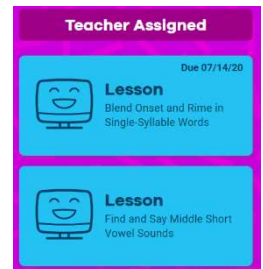 Teacher Assigned
Due 07/14/20
Lesson
Blend Onset and Rime in
Single-Syllable Words
Lesson
Find and Say Middle Short
Vowel Sounds